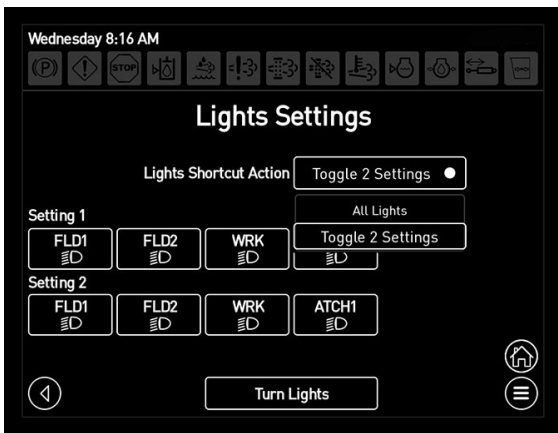 Wednesday 8:16 AM
(P) STOP
Lights Settings
Lights Shortcut Action Toggle 2 Settings
All Lights
Toggle 2 Settings
Setting 1
FLD1 FLD2 WRK
Setting 2
FLD1 FLD2 WRK ATCH1
Turn Lights